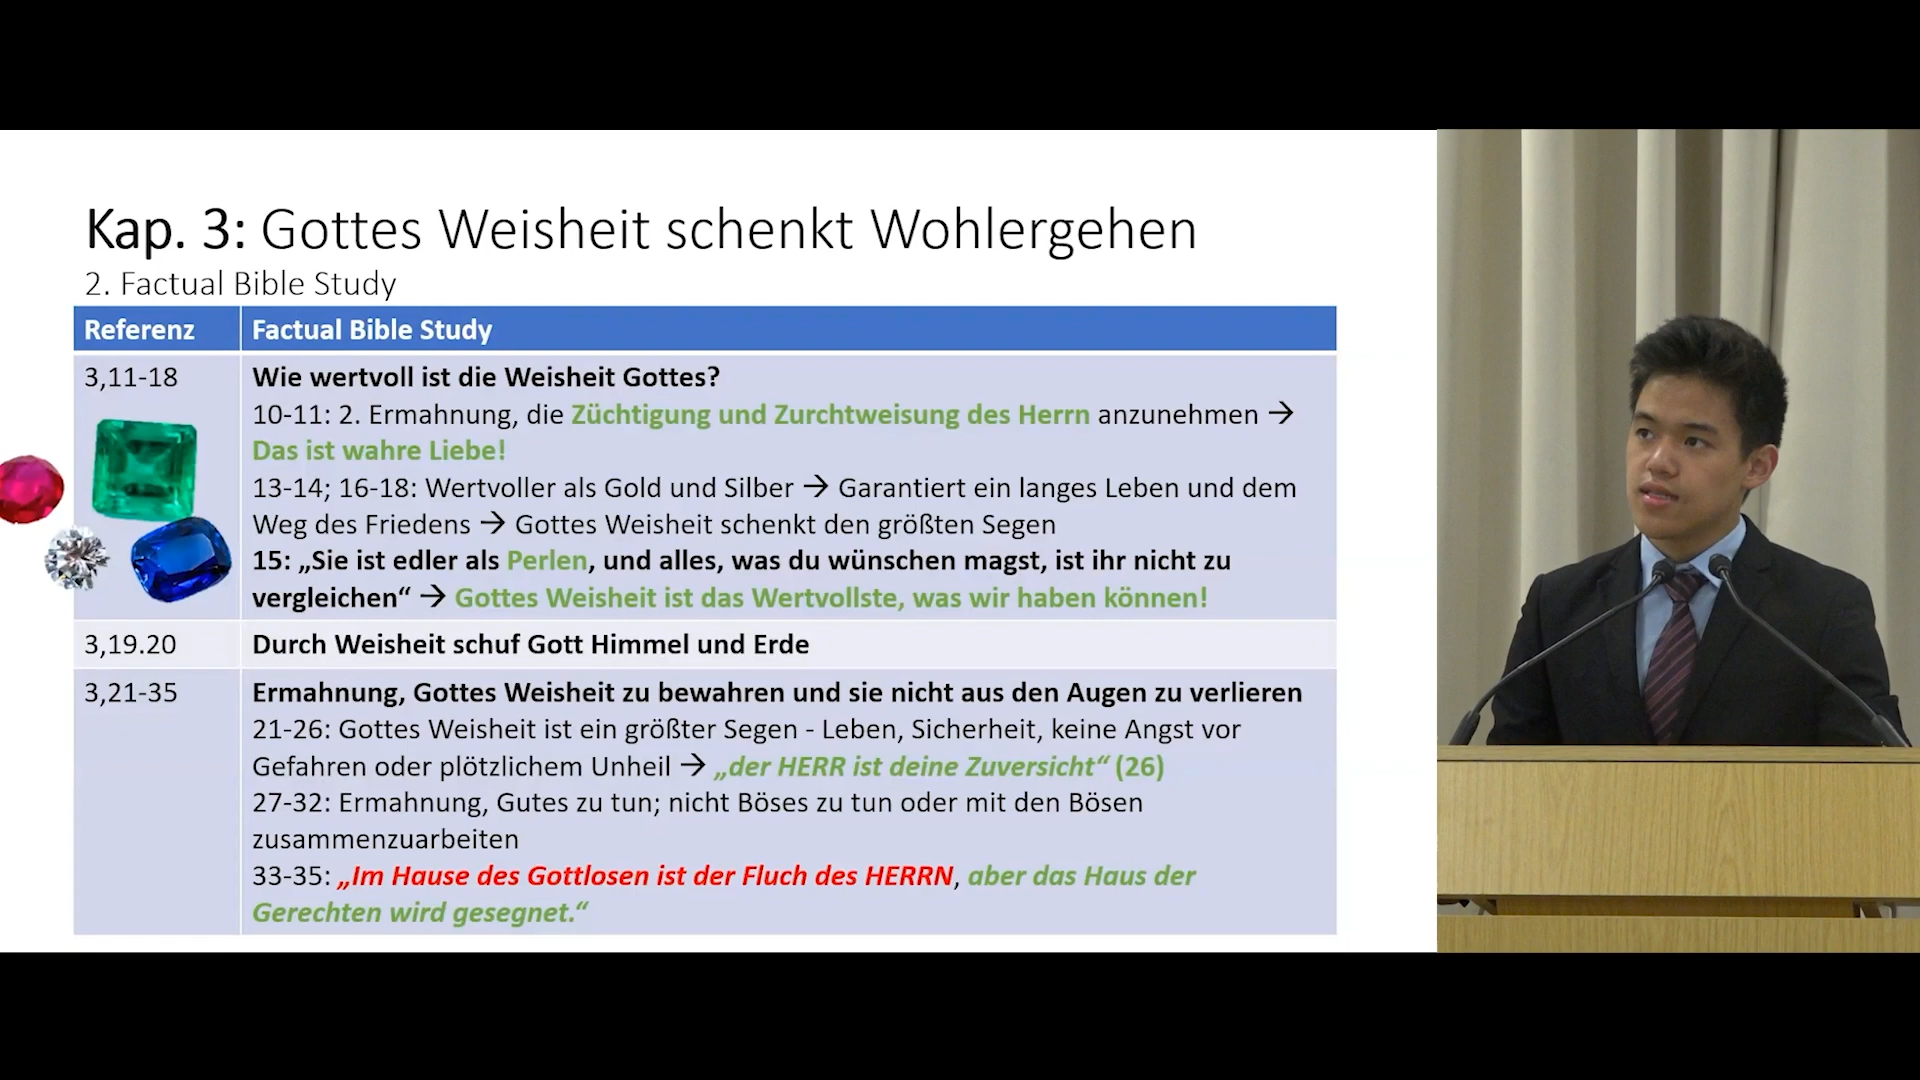 Kap. 3: Gottes Weisheit schenkt Wohlergehen
2. Factual Bible Study
Referenz
Factual Bible Study
3,11-18
Wie wertvoll ist die Weisheit Gottes?
10-11: 2. Ermahnung, die Züchtigung und Zurchtweisung des Herrn anzunehmen →
Das ist wahre Liebe!
13-14; 16-18: Wertvoller als Gold und Silber → Garantiert ein langes Leben und dem
Weg des Friedens → Gottes Weisheit schenkt den größten Segen
15: „Sie ist edler als Perlen, und alles, was du wünschen magst, ist ihr nicht zu
vergleichen“ → Gottes Weisheit ist das Wertvollste, was wir haben können!
3,19.20
Durch Weisheit schuf Gott Himmel und Erde
3,21-35
Ermahnung, Gottes Weisheit zu bewahren und sie nicht aus den Augen zu verlieren
21-26: Gottes Weisheit ist ein größter Segen - Leben, Sicherheit, keine Angst vor
Gefahren oder plötzlichem Unheil → „der HERR ist deine Zuversicht“ (26)
27-32: Ermahnung, Gutes zu tun; nicht Böses zu tun oder mit den Bösen
zusammenzuarbeiten
33-35: „Im Hause des Gottlosen ist der Fluch des HERRN, aber das Haus der
Gerechten wird gesegnet.“